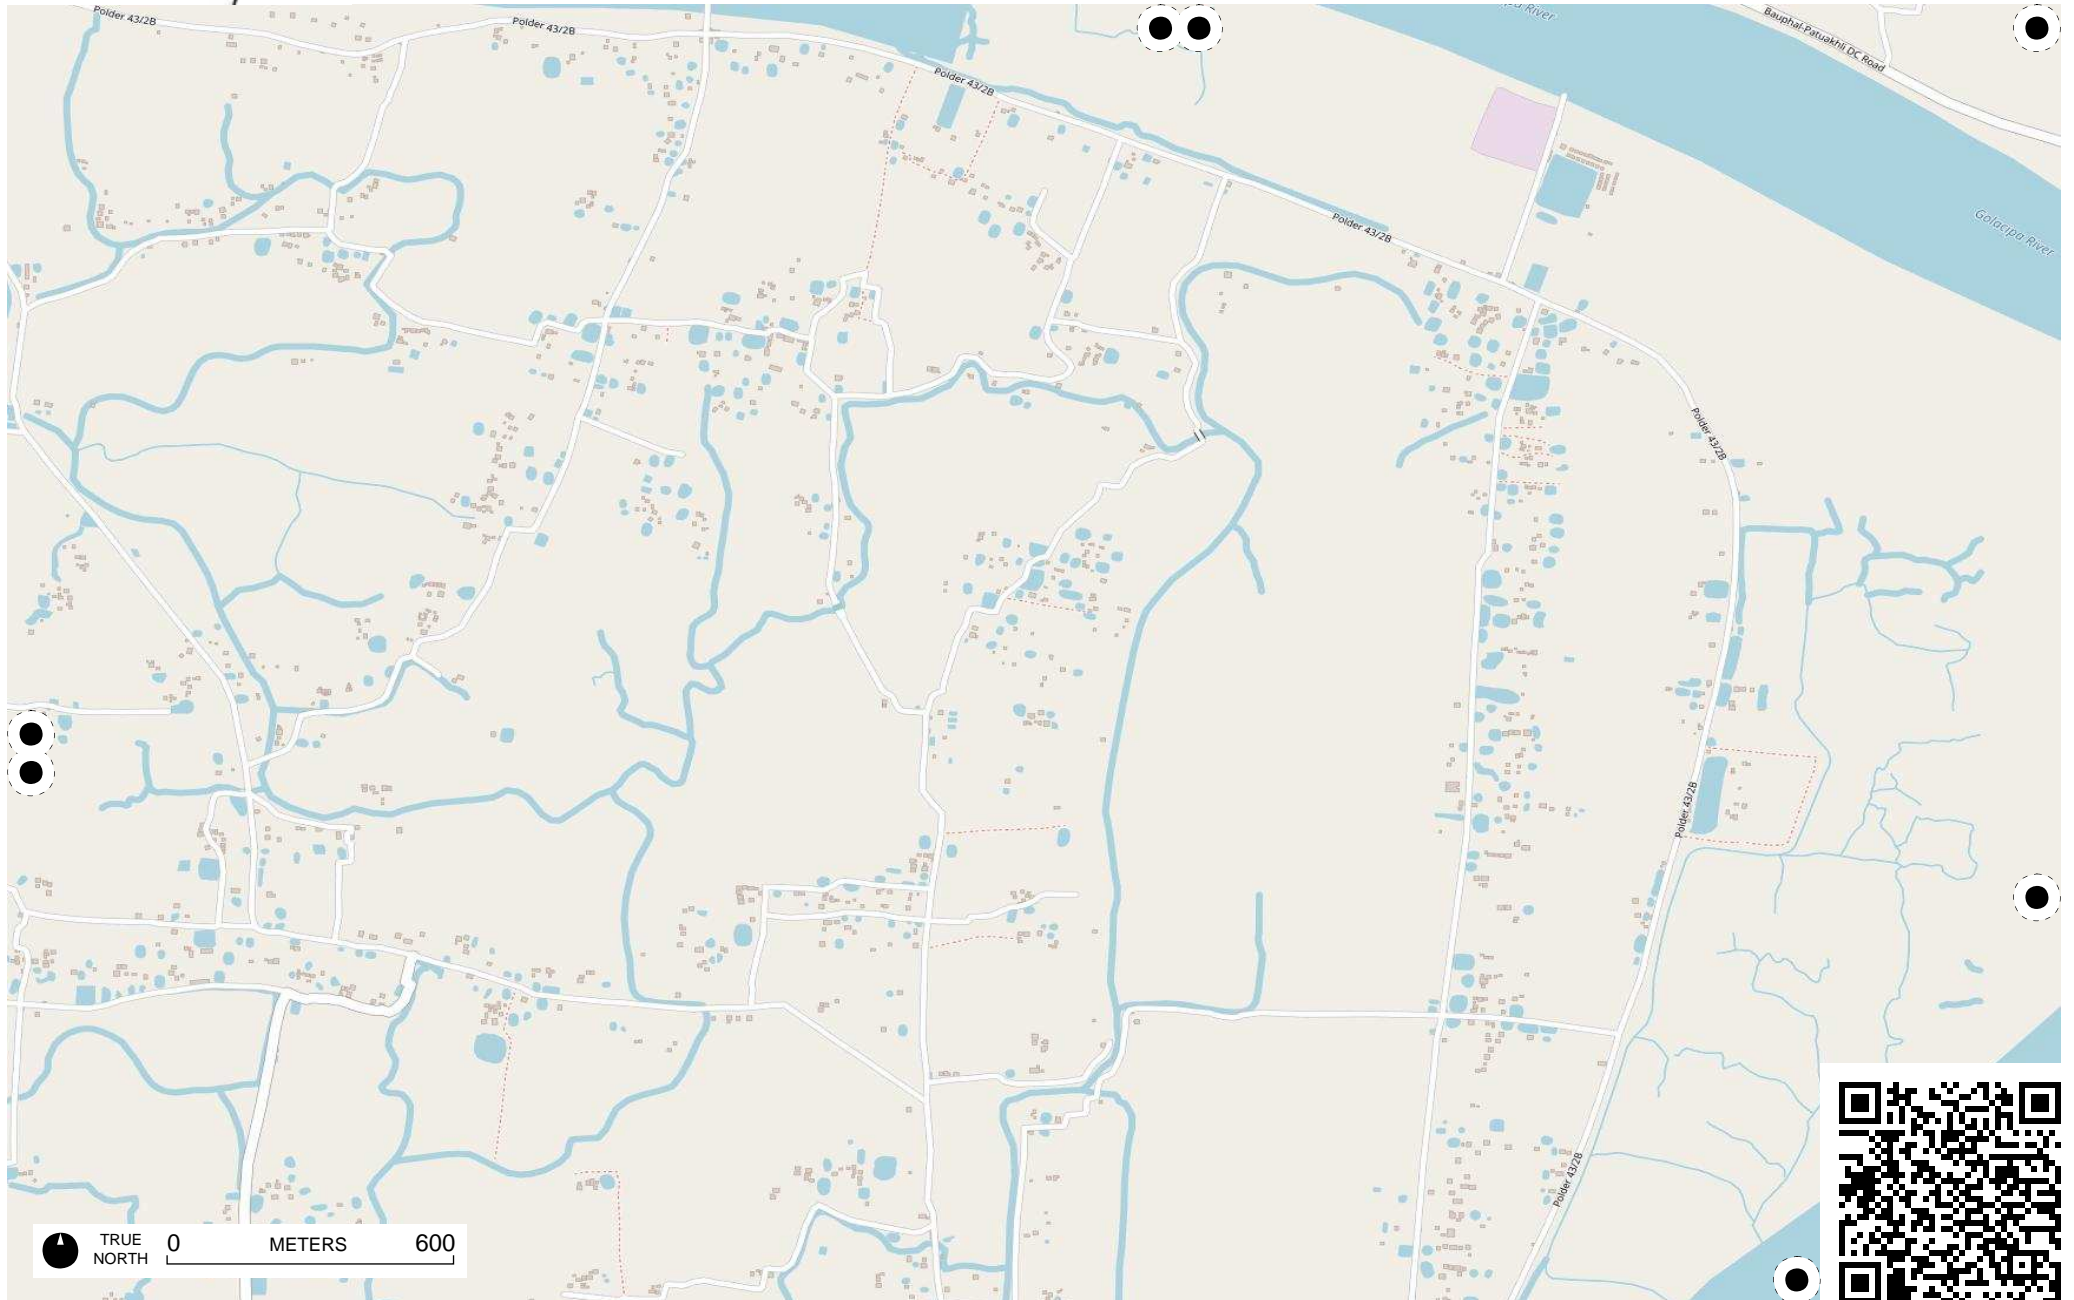 Polder 43/2B
Polder 43/2B
River
Bauphal-Patuakhli DC Road
Polder 43/2B
Polder 43/2B
Golacipa River
Polder 43/2B
Polder 43/2B
Polder 43/2B
TRUE
NORTH
0
METERS
600